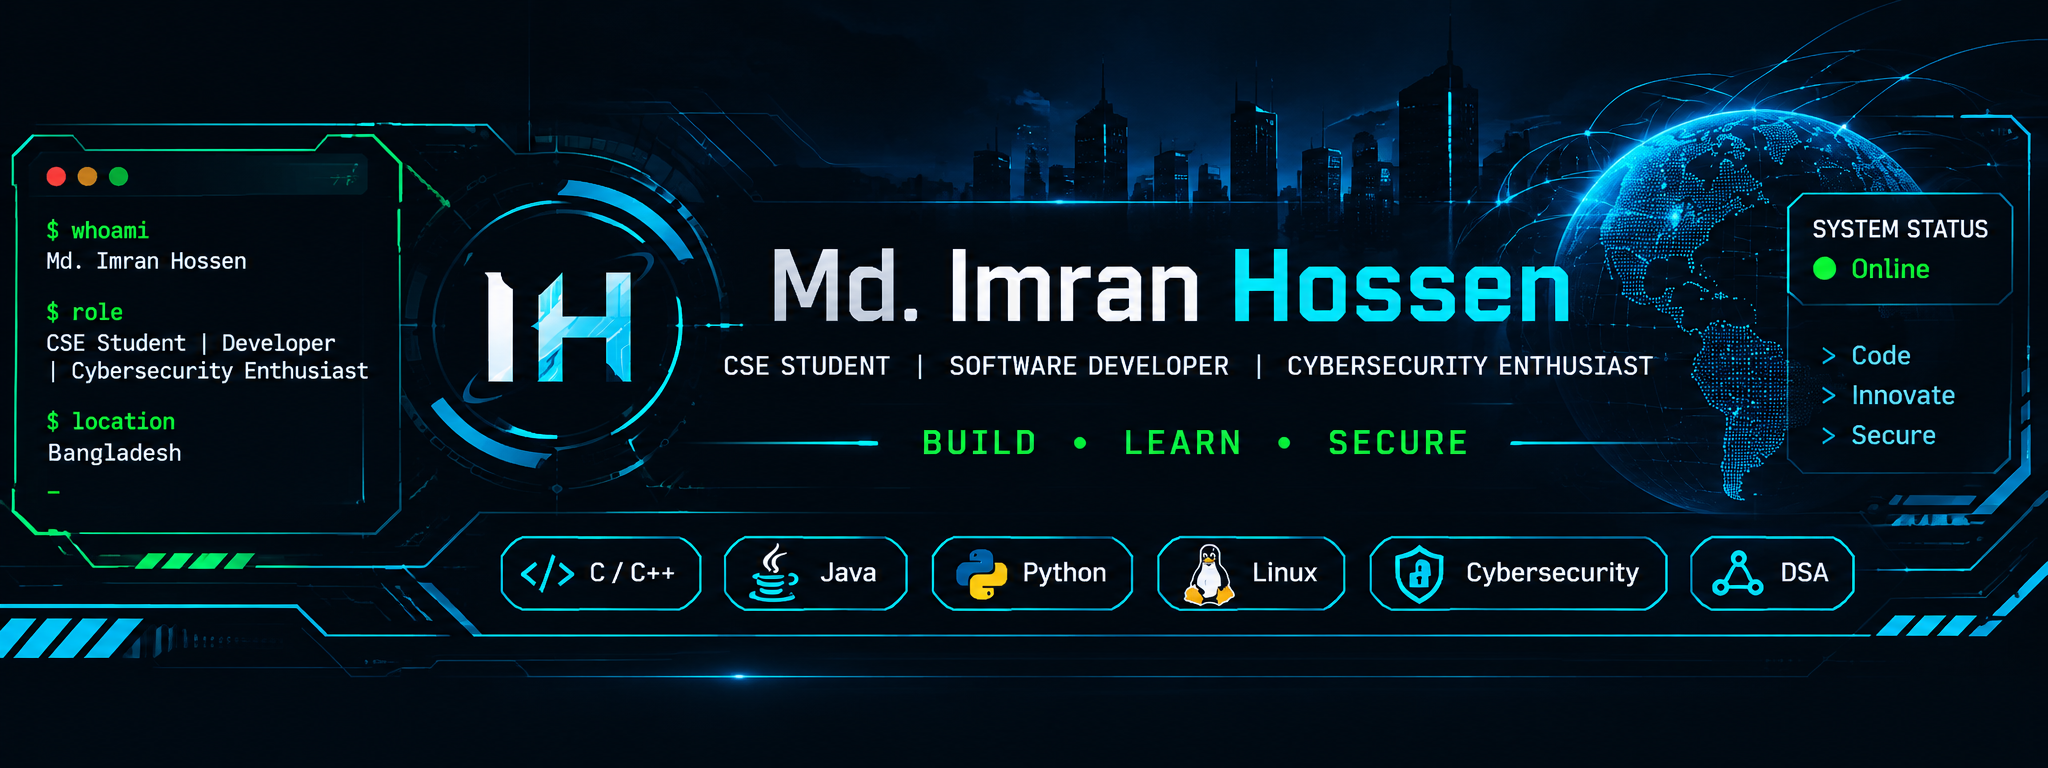 $ whoami
Md. Imran Hossen
$ role
CSE Student | Developer
| Cybersecurity Enthusiast
$ location
Bangladesh
_
IH
Md. Imran Hossen
CSE STUDENT | SOFTWARE DEVELOPER | CYBERSECURITY ENTHUSIAST
BUILD • LEARN • SECURE
SYSTEM STATUS
Online
> Code
> Innovate
> Secure
</> C / C++
Java
Python
Linux
Cybersecurity
DSA